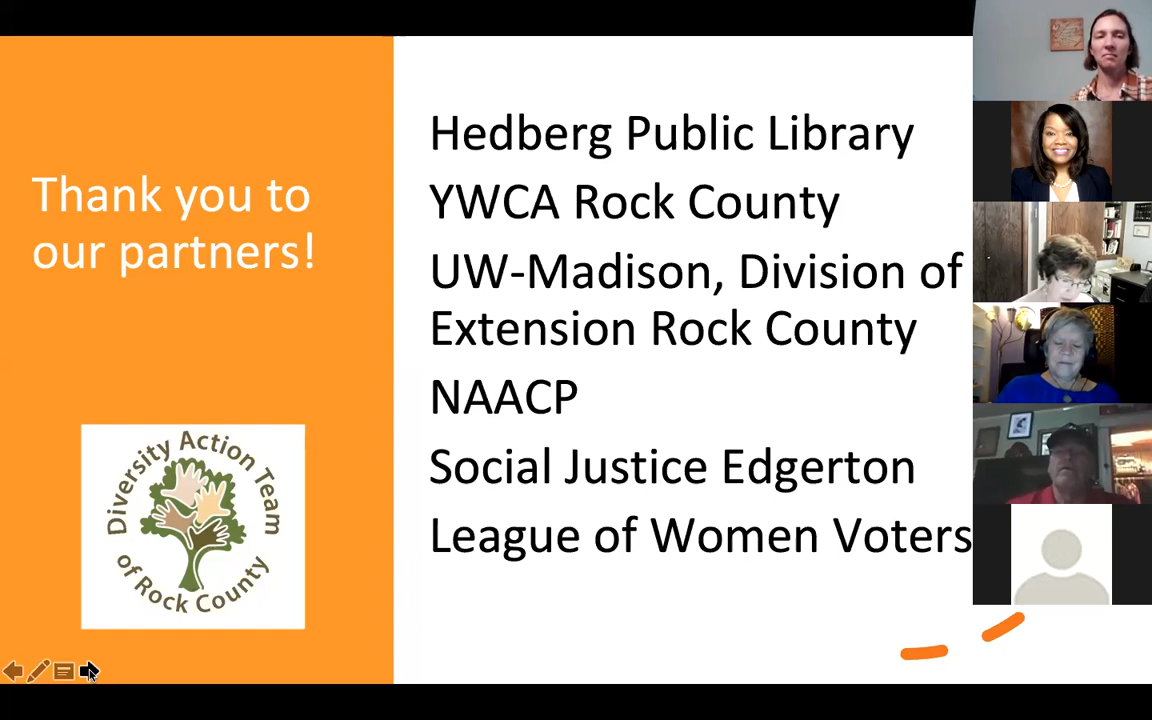 Thank you to
our partners!
Diversity Action Team
of Rock County
Hedberg Public Library
YWCA Rock County
UW-Madison, Division of
Extension Rock County
NAACP
Social Justice Edgerton
League of Women Voters